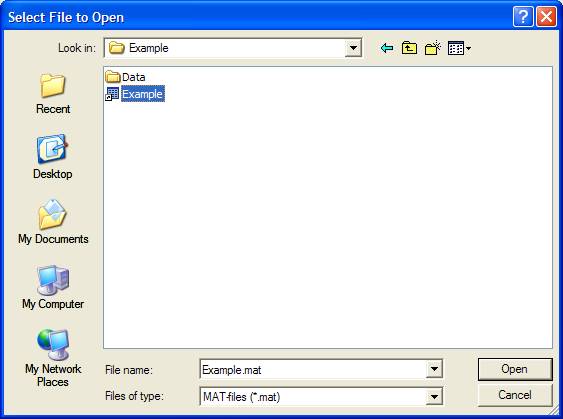 Select File to Open
Look in: Example
Data
Example
Recent
Desktop
My Documents
My Computer
My Network
Places
File name: Example.mat Open
Files of type: MAT-files (*.mat) Cancel